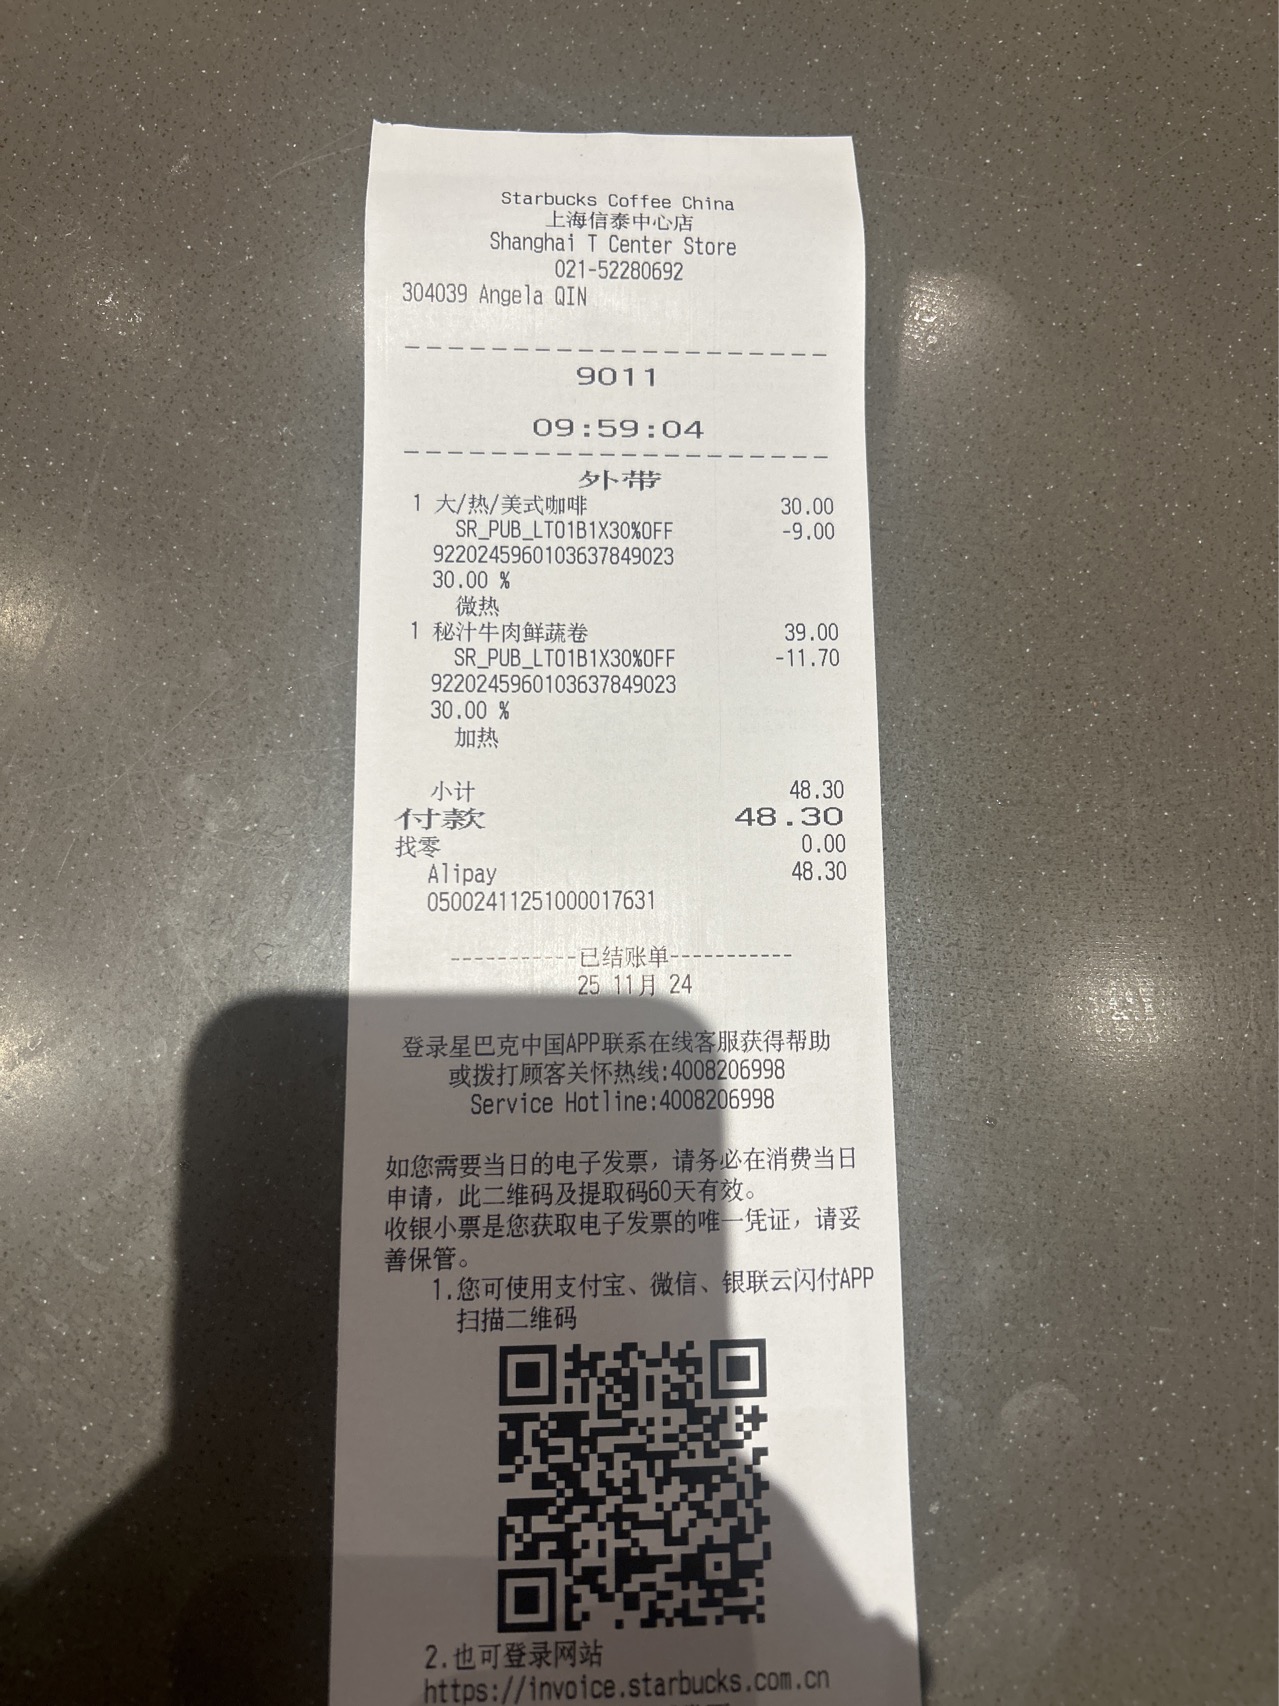 Starbucks Coffee China
上海信泰中心店
Shanghai T Center Store
021-52280692
304039 Angela QIN
9011
09:59:04
外带
1 大/热/美式咖啡 30.00
SR_PUB_LTO1B1X30%OFF -9.00
9220245960103637849023
30.00 %
微热
1 秘汁牛肉鲜蔬卷 39.00
SR_PUB_LTO1B1X30%OFF -11.70
9220245960103637849023
30.00 %
加热
小计 48.30
付款 48.30
找零 0.00
Alipay 48.30
05002411251000017631
-----------已结账单-----------
25 11月 24
登录星巴克中国APP联系在线客服获得帮助
或拨打顾客关怀热线:4008206998
Service Hotline:4008206998
如您需要当日的电子发票，请务必在消费当日
申请，此二维码及提取码60天有效。
收银小票是您获取电子发票的唯一凭证，请妥
善保管。
1.您可使用支付宝、微信、银联云闪付APP
扫描二维码
2.也可登录网站
https://invoice.starbucks.com.cn